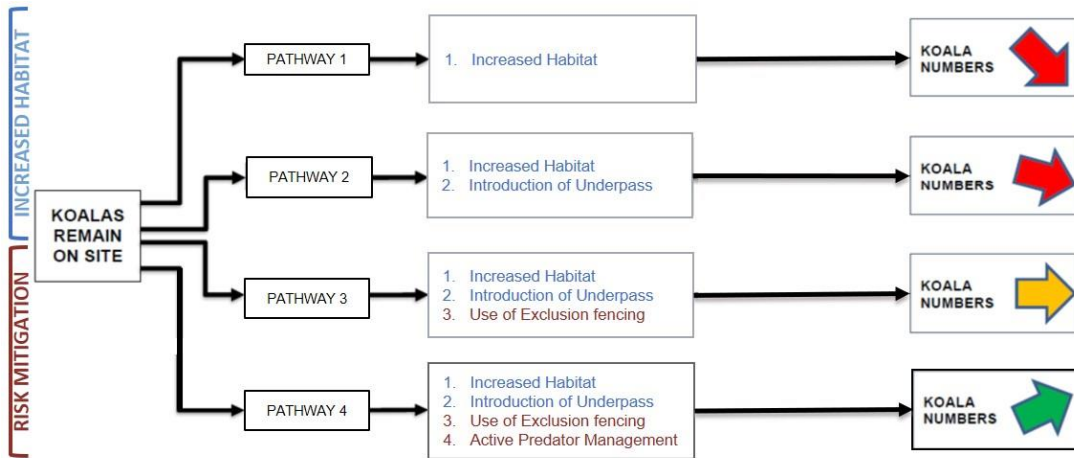 INCREASED HABITAT
RISK MITIGATION
KOALAS
REMAIN
ON SITE
PATHWAY 1
1. Increased Habitat
KOALA
NUMBERS
PATHWAY 2
1. Increased Habitat
2. Introduction of Underpass
KOALA
NUMBERS
PATHWAY 3
1. Increased Habitat
2. Introduction of Underpass
3. Use of Exclusion fencing
KOALA
NUMBERS
PATHWAY 4
1. Increased Habitat
2. Introduction of Underpass
3. Use of Exclusion fencing
4. Active Predator Management
KOALA
NUMBERS